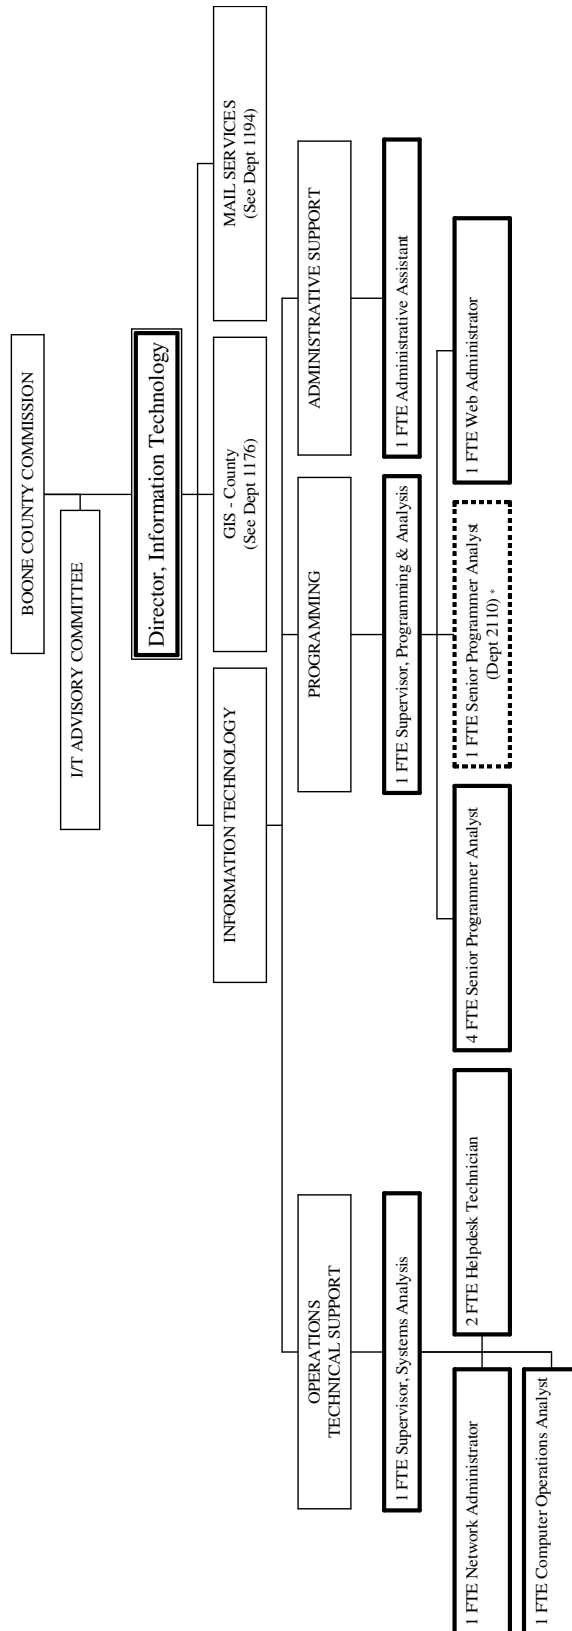 BOONE COUNTY COMMISSION
I/T ADVISORY COMMITTEE
Director, Information Technology
INFORMATION TECHNOLOGY
GIS - County
(See Dept 1176)
MAIL SERVICES
(See Dept 1194)
OPERATIONS
TECHNICAL SUPPORT
PROGRAMMING
ADMINISTRATIVE SUPPORT
1 FTE Supervisor, Systems Analysis
1 FTE Supervisor, Programming & Analysis
1 FTE Administrative Assistant
1 FTE Network Administrator
2 FTE Helpdesk Technician
4 FTE Senior Programmer Analyst
1 FTE Senior Programmer Analyst
(Dept 2110) *
1 FTE Web Administrator
1 FTE Computer Operations Analyst